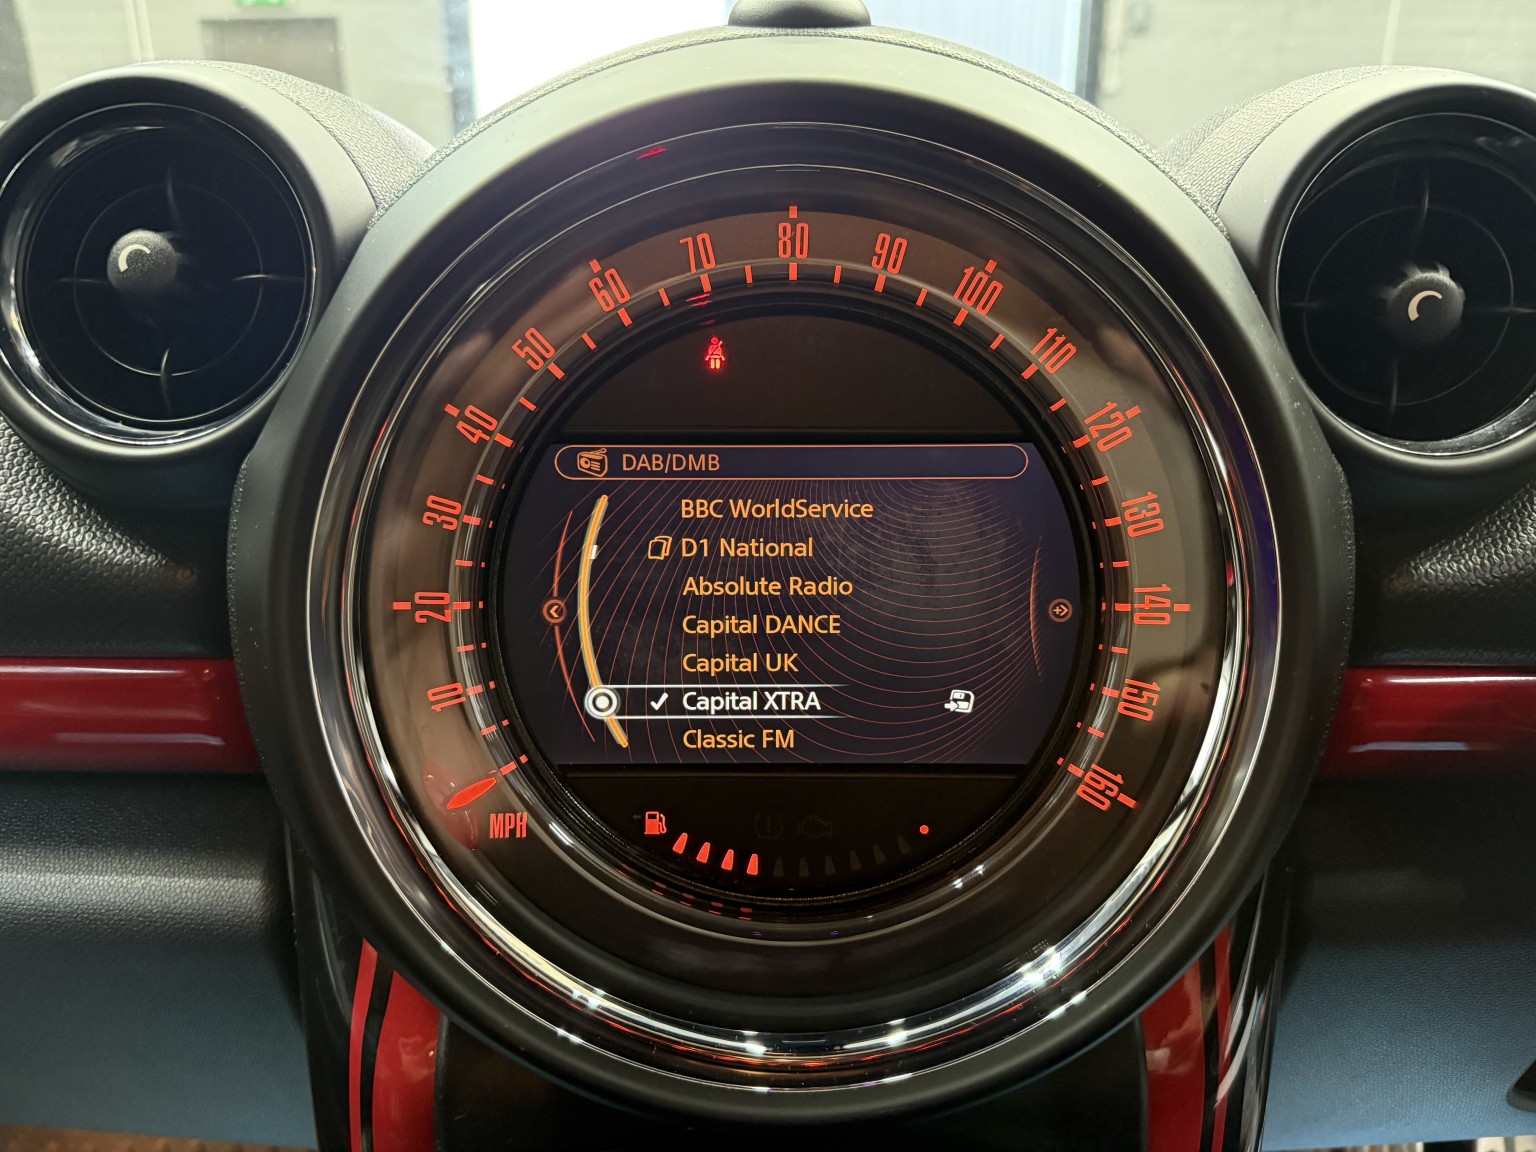 10
20
30
40
50
60
70
80
90
100
110
120
130
140
150
160
MPH
DAB/DMB
BBC WorldService
D1 National
Absolute Radio
Capital DANCE
Capital UK
Capital XTRA
Classic FM